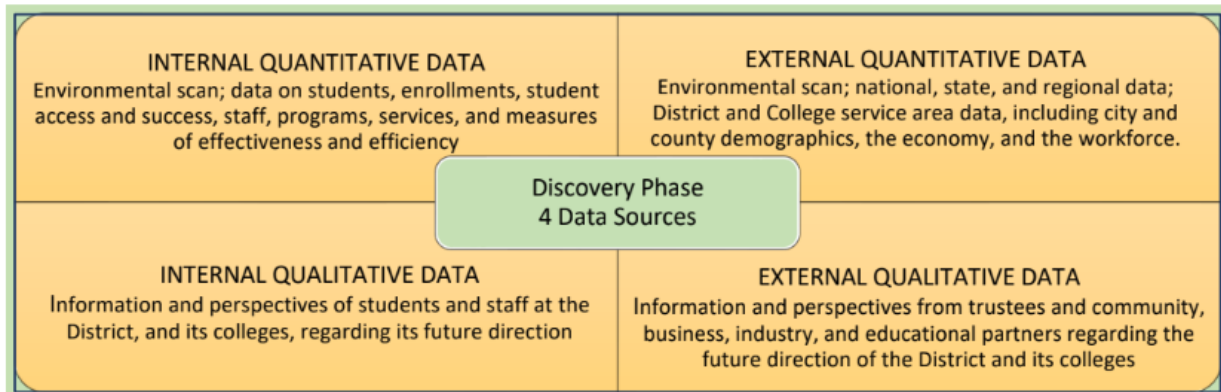 INTERNAL QUANTITATIVE DATA
Environmental scan; data on students, enrollments, student
access and success, staff, programs, services, and measures
of effectiveness and efficiency
EXTERNAL QUANTITATIVE DATA
Environmental scan; national, state, and regional data;
District and College service area data, including city and
county demographics, the economy, and the workforce.
Discovery Phase
4 Data Sources
INTERNAL QUALITATIVE DATA
Information and perspectives of students and staff at the
District, and its colleges, regarding its future direction
EXTERNAL QUALITATIVE DATA
Information and perspectives from trustees and community,
business, industry, and educational partners regarding the
future direction of the District and its colleges